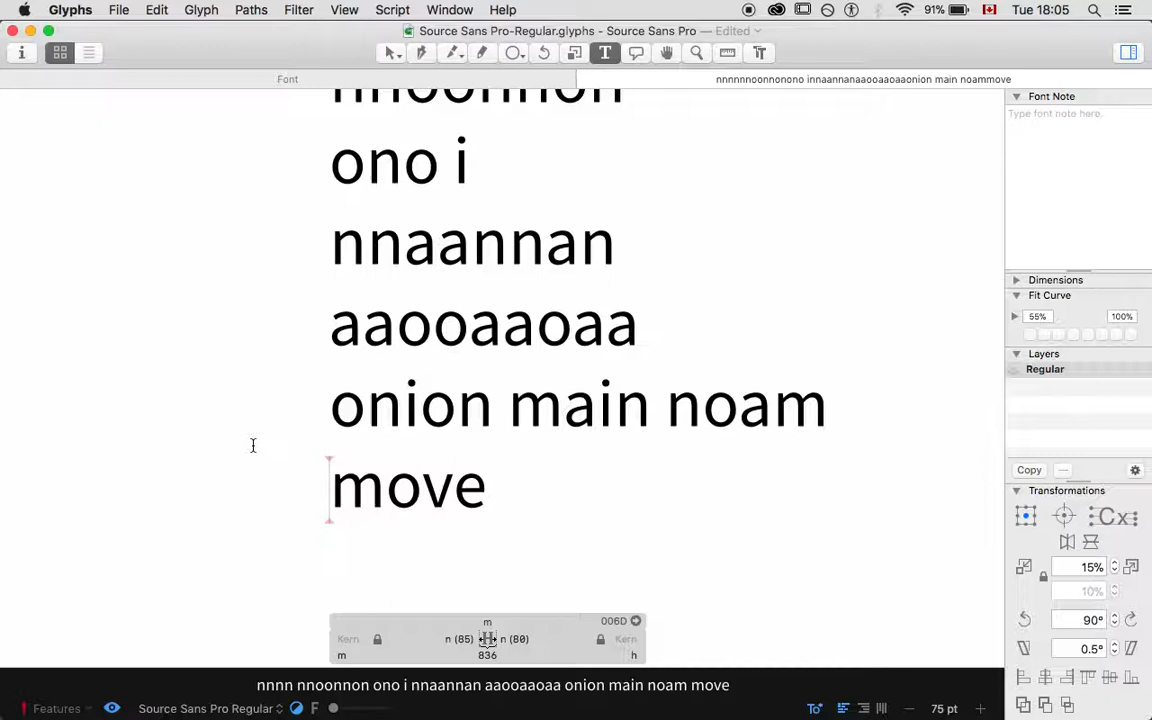 Glyphs File Edit Glyph Paths Filter View Script Window Help 91% Tue 18:05
Source Sans Pro-Regular.glyphs - Source Sans Pro — Edited
T
Font
nnnnnnoonnonono innaannanaaooaaoaaonion main noammove
Font Note
Type font note here.
nnoonnon
ono i
nnaannan
aaooaaoaa
onion main noam
move
Dimensions
Fit Curve
55% 100%
Layers
Regular
Copy
Transformations
Cx
15%
10%
90°
0.5°
m 006D
Kern n (85) H n (80) Kern
m 836 h
nnnn nnoonnon ono i nnaannan aaooaaoaa onion main noam move
Features Source Sans Pro Regular F 75 pt